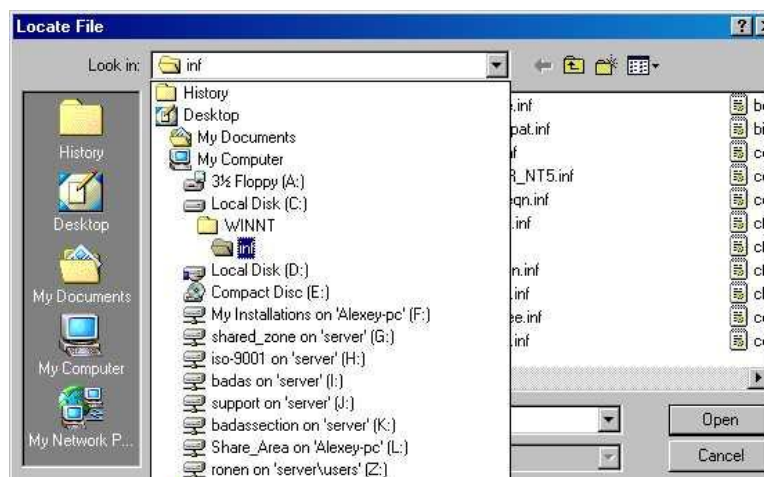 Locate File
Look in:
inf
History
Desktop
My Documents
My Computer
My Network P...
History
Desktop
My Documents
My Computer
3½ Floppy (A:)
Local Disk (C:)
WINNT
inf
Local Disk (D:)
Compact Disc (E:)
My Installations on 'Alexey-pc' (F:)
shared_zone on 'server' (G:)
iso-9001 on 'server' (H:)
badas on 'server' (I:)
support on 'server' (J:)
badassection on 'server' (K:)
Share_Area on 'Alexey-pc' (L:)
ronen on 'server\users' (Z:)
pat.inf
R_NT5.inf
eqn.inf
.inf
n.inf
.inf
ee.inf
.inf
Open
Cancel